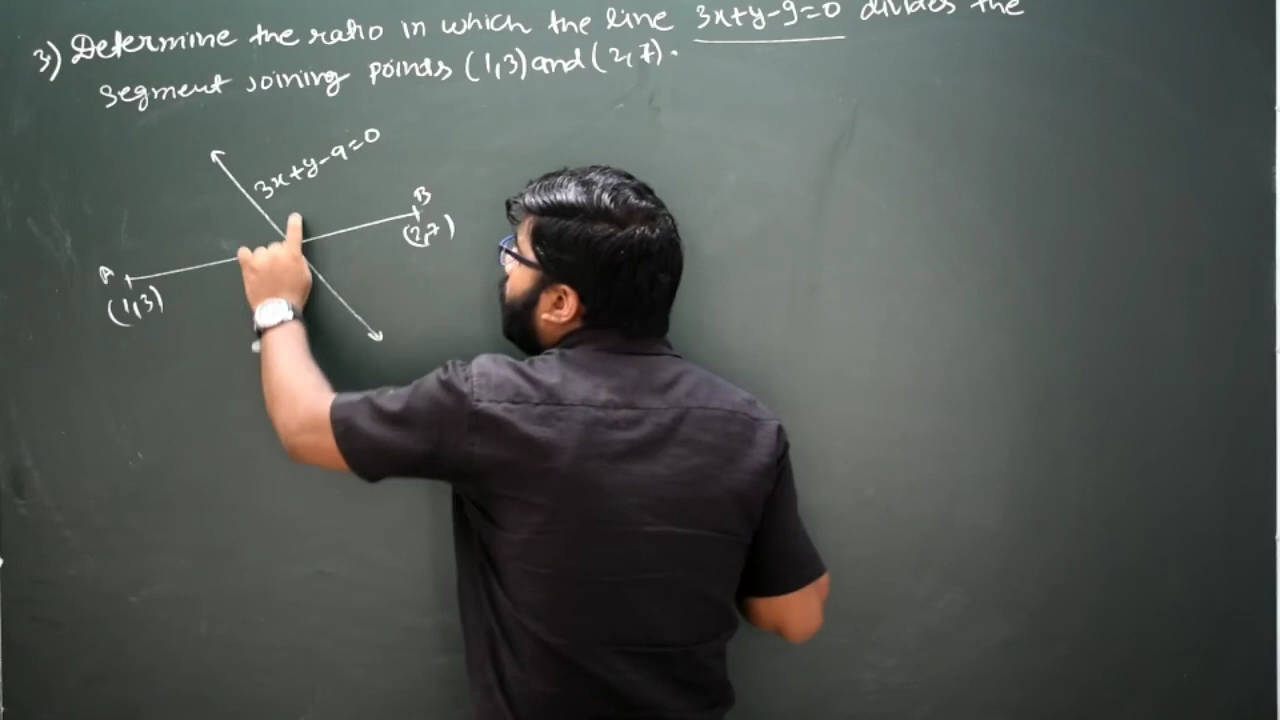 3) Determine the ratio in which the line 3x+y-9=0 divides the
segment joining points (1,3) and (2,7).
3x+y-9=0
B
(2,7)
A
(1,3)